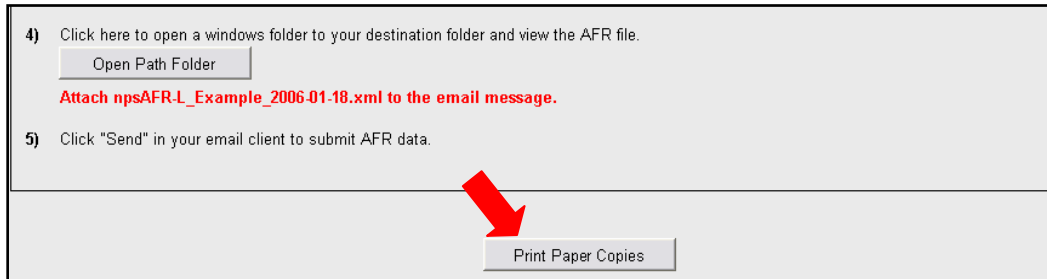 4) Click here to open a windows folder to your destination folder and view the AFR file.
Open Path Folder
Attach npsAFR-L_Example_2006-01-18.xml to the email message.
5) Click "Send" in your email client to submit AFR data.
Print Paper Copies